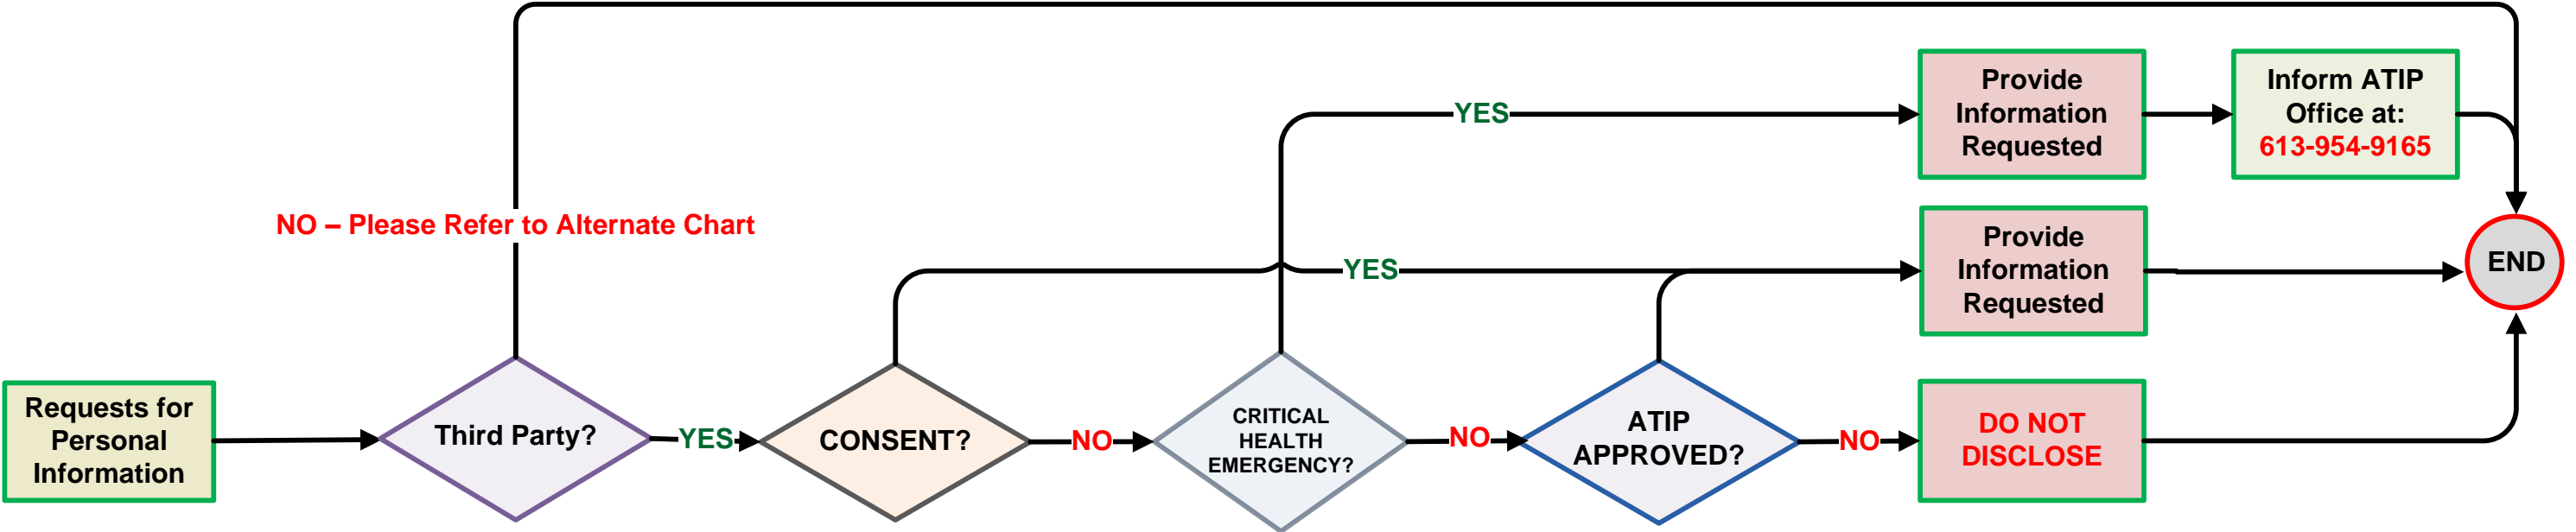 Requests for
Personal
Information
Third Party?
NO – Please Refer to Alternate Chart
YES
CONSENT?
YES
NO
CRITICAL
HEALTH
EMERGENCY?
YES
NO
ATIP
APPROVED?
NO
Provide
Information
Requested
Inform ATIP
Office at:
613-954-9165
Provide
Information
Requested
DO NOT
DISCLOSE
END